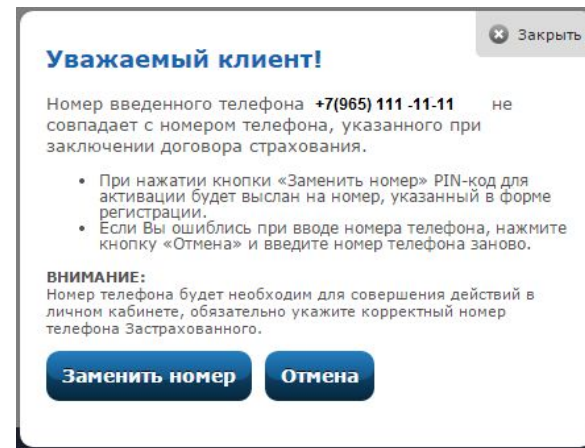 Закрыть
Уважаемый клиент!
Номер введенного телефона +7(965) 111 -11-11 не
совпадает с номером телефона, указанного при
заключении договора страхования.
• При нажатии кнопки «Заменить номер» PIN-код для
активации будет выслан на номер, указанный в форме
регистрации.
• Если Вы ошиблись при вводе номера телефона, нажмите
кнопку «Отмена» и введите номер телефона заново.
ВНИМАНИЕ:
Номер телефона будет необходим для совершения действий в
личном кабинете, обязательно укажите корректный номер
телефона Застрахованного.
Заменить номер Отмена